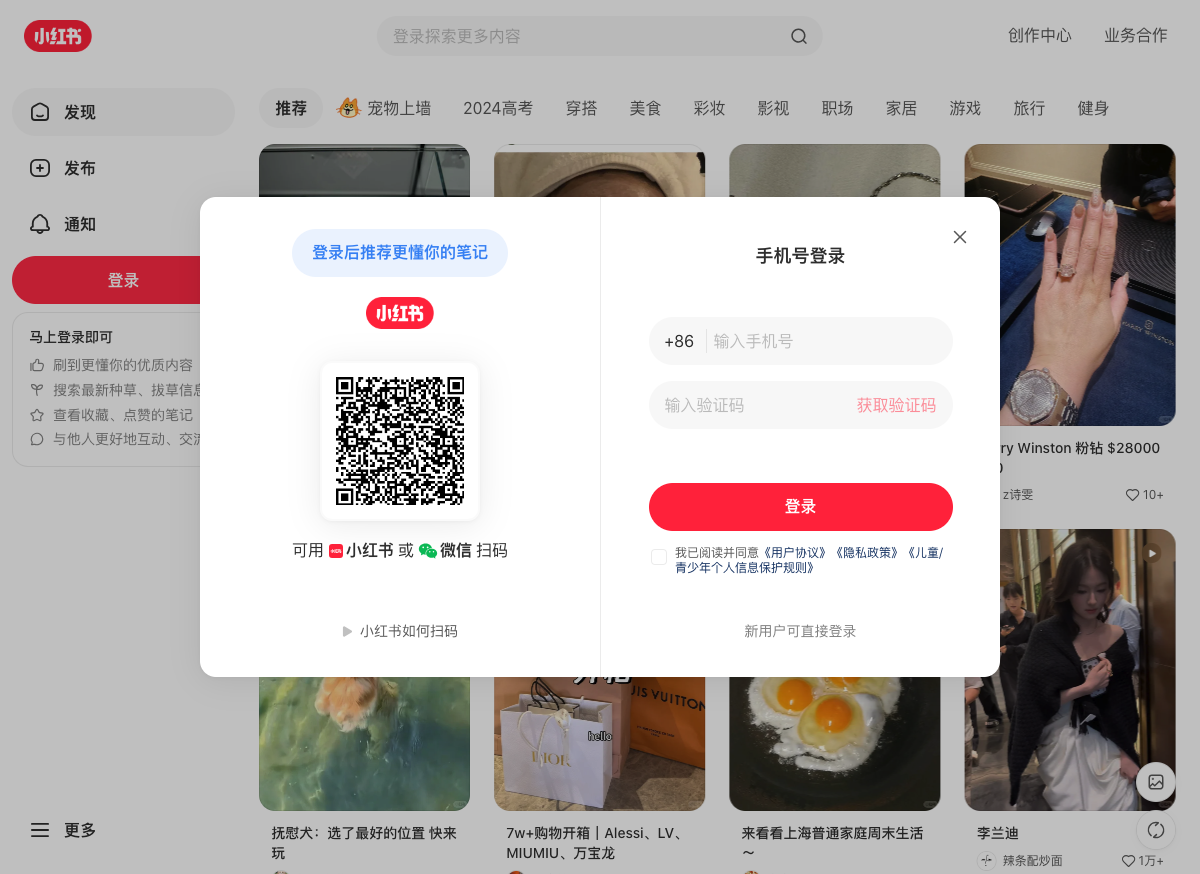 小红书
登录探索更多内容
创作中心
业务合作
发现
发布
通知
登录
马上登录即可
刷到更懂你的优质内容
搜索最新种草、拔草信息
查看收藏、点赞的笔记
与他人更好地互动、交流
更多
推荐
宠物上墙
2024高考
穿搭
美食
彩妆
影视
职场
家居
游戏
旅行
健身
登录后推荐更懂你的笔记
小红书
可用 小红书 或 微信 扫码
小红书如何扫码
手机号登录
+86 输入手机号
输入验证码 获取验证码
登录
我已阅读并同意《用户协议》《隐私政策》《儿童/
青少年个人信息保护规则》
新用户可直接登录
Winston 粉钻 $28000
z诗雯
10+
UIS VUITTON
hello
DIOR
抚慰犬：选了最好的位置 快来
玩
7w+购物开箱｜Alessi、LV、
MIUMIU、万宝龙
来看看上海普通家庭周末生活
～
李兰迪
辣条配炒面
1万+